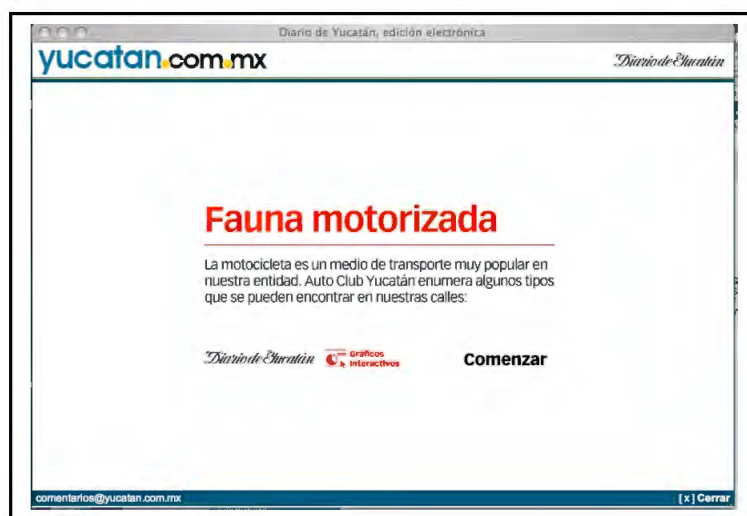 Diario de Yucatán, edición electrónica
yucatan.com.mx
Diario de Yucatán
Fauna motorizada
La motocicleta es un medio de transporte muy popular en
nuestra entidad. Auto Club Yucatán enumera algunos tipos
que se pueden encontrar en nuestras calles:
Diario de Yucatán
Gráficos
Interactivos
Comenzar
comentarios@yucatan.com.mx
[x] Cerrar